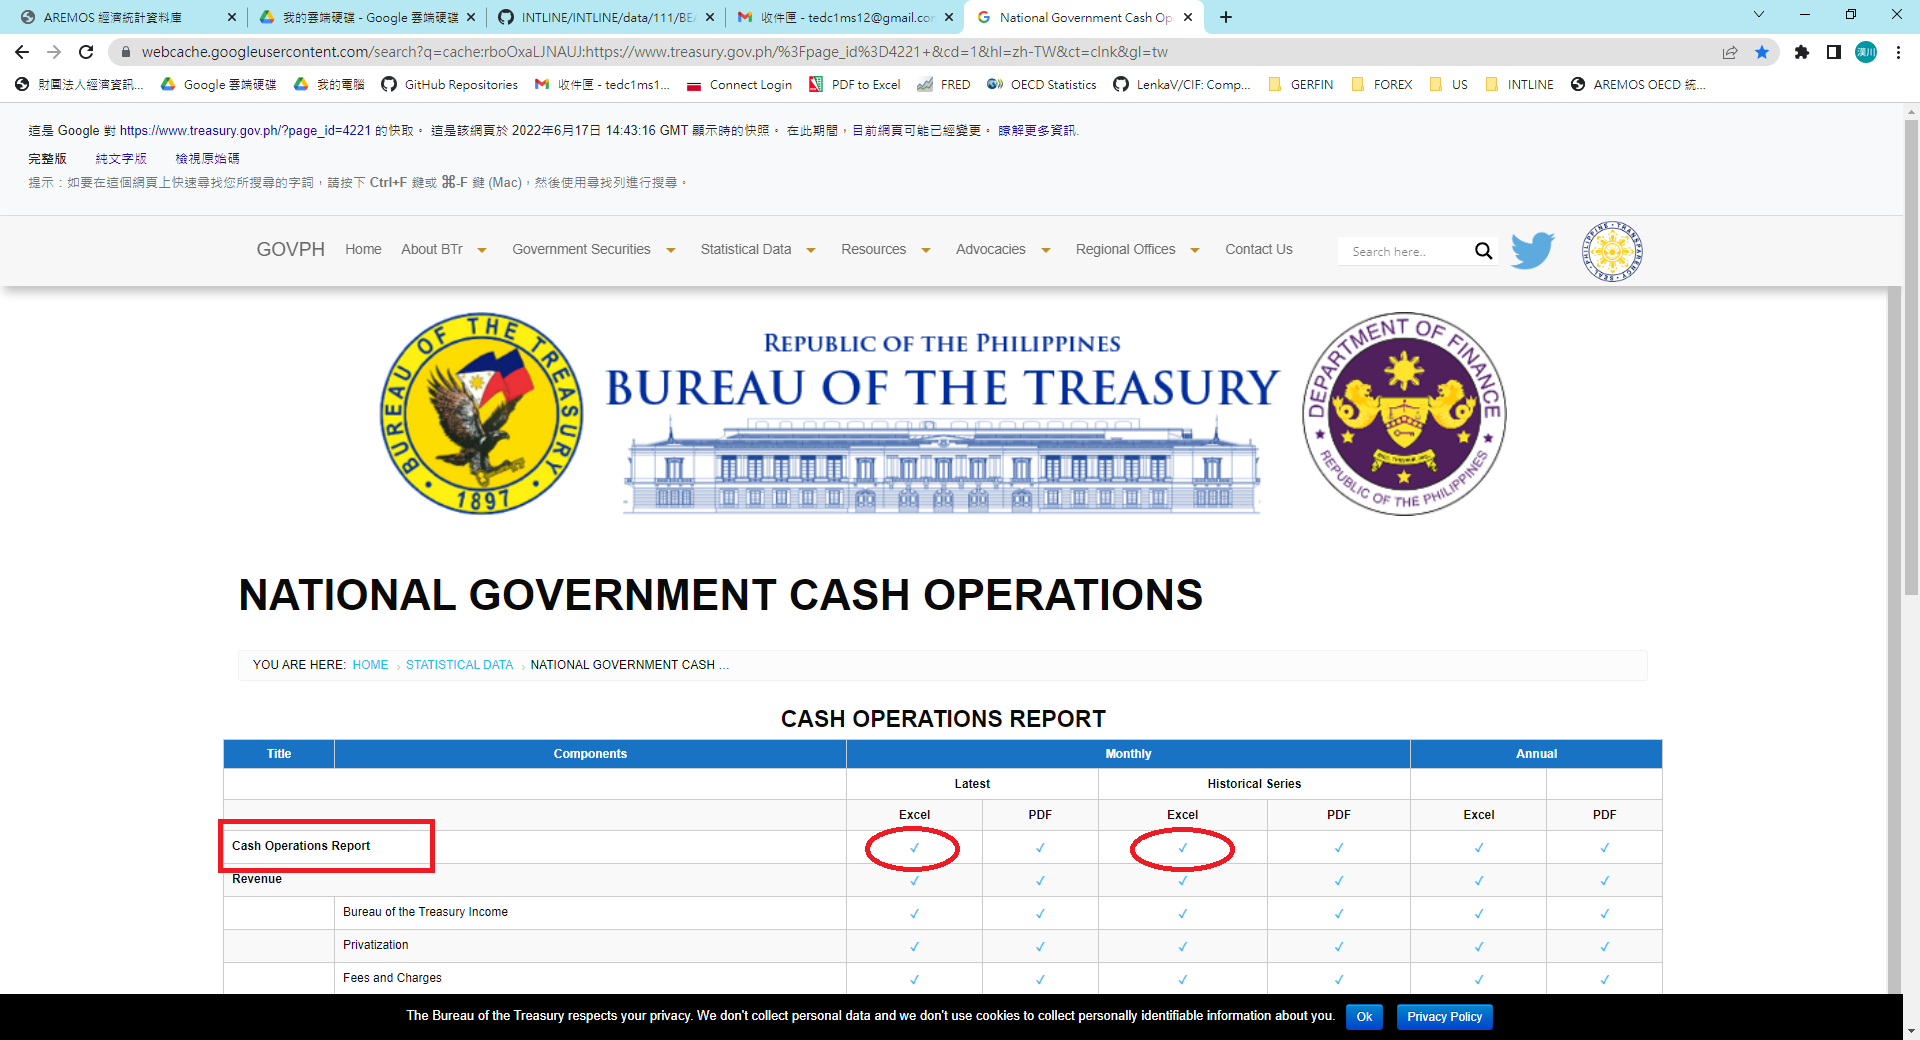 AREMOS 經濟統計資料庫
我的雲端硬碟 - Google 雲端硬碟
INTLINE/INTLINE/data/111/BEA
收件匣 - tedc1ms12@gmail.com
National Government Cash Op
webcache.googleusercontent.com/search?q=cache:rboOxaLJNAUJ:https://www.treasury.gov.ph/%3Fpage_id%3D4221+&cd=1&hl=zh-TW&ct=clnk&gl=tw
漢川
財團法人經濟資訊...
Google 雲端硬碟
我的電腦
GitHub Repositories
收件匣 - tedc1ms1...
Connect Login
PDF to Excel
FRED
OECD Statistics
LenkaV/CIF: Comp...
GERFIN
FOREX
US
INTLINE
AREMOS OECD 統...
這是 Google 對 https://www.treasury.gov.ph/?page_id=4221 的快取。 這是該網頁於 2022年6月17日 14:43:16 GMT 顯示時的快照。 在此期間，目前網頁可能已經變更。 瞭解更多資訊.
完整版 純文字版 檢視原始碼
提示：如要在這個網頁上快速尋找您所搜尋的字詞，請按下 Ctrl+F 鍵或 ⌘-F 鍵 (Mac)，然後使用尋找列進行搜尋。
GOVPH Home About BTr Government Securities Statistical Data Resources Advocacies Regional Offices Contact Us Search here..
PHILIPPINE TRANSPARENCY SEAL
BUREAU OF THE TREASURY
1897
REPUBLIC OF THE PHILIPPINES
BUREAU OF THE TREASURY
DEPARTMENT OF FINANCE
REPUBLIC OF THE PHILIPPINES
NATIONAL GOVERNMENT CASH OPERATIONS
YOU ARE HERE: HOME › STATISTICAL DATA › NATIONAL GOVERNMENT CASH ...
CASH OPERATIONS REPORT
Title Components Monthly Annual
Latest Historical Series
Excel PDF Excel PDF Excel PDF
Cash Operations Report ✓ ✓ ✓ ✓ ✓ ✓
Revenue ✓ ✓ ✓ ✓ ✓ ✓
Bureau of the Treasury Income ✓ ✓ ✓ ✓ ✓ ✓
Privatization ✓ ✓ ✓ ✓ ✓ ✓
Fees and Charges ✓ ✓ ✓ ✓ ✓ ✓
The Bureau of the Treasury respects your privacy. We don't collect personal data and we don't use cookies to collect personally identifiable information about you. Ok Privacy Policy